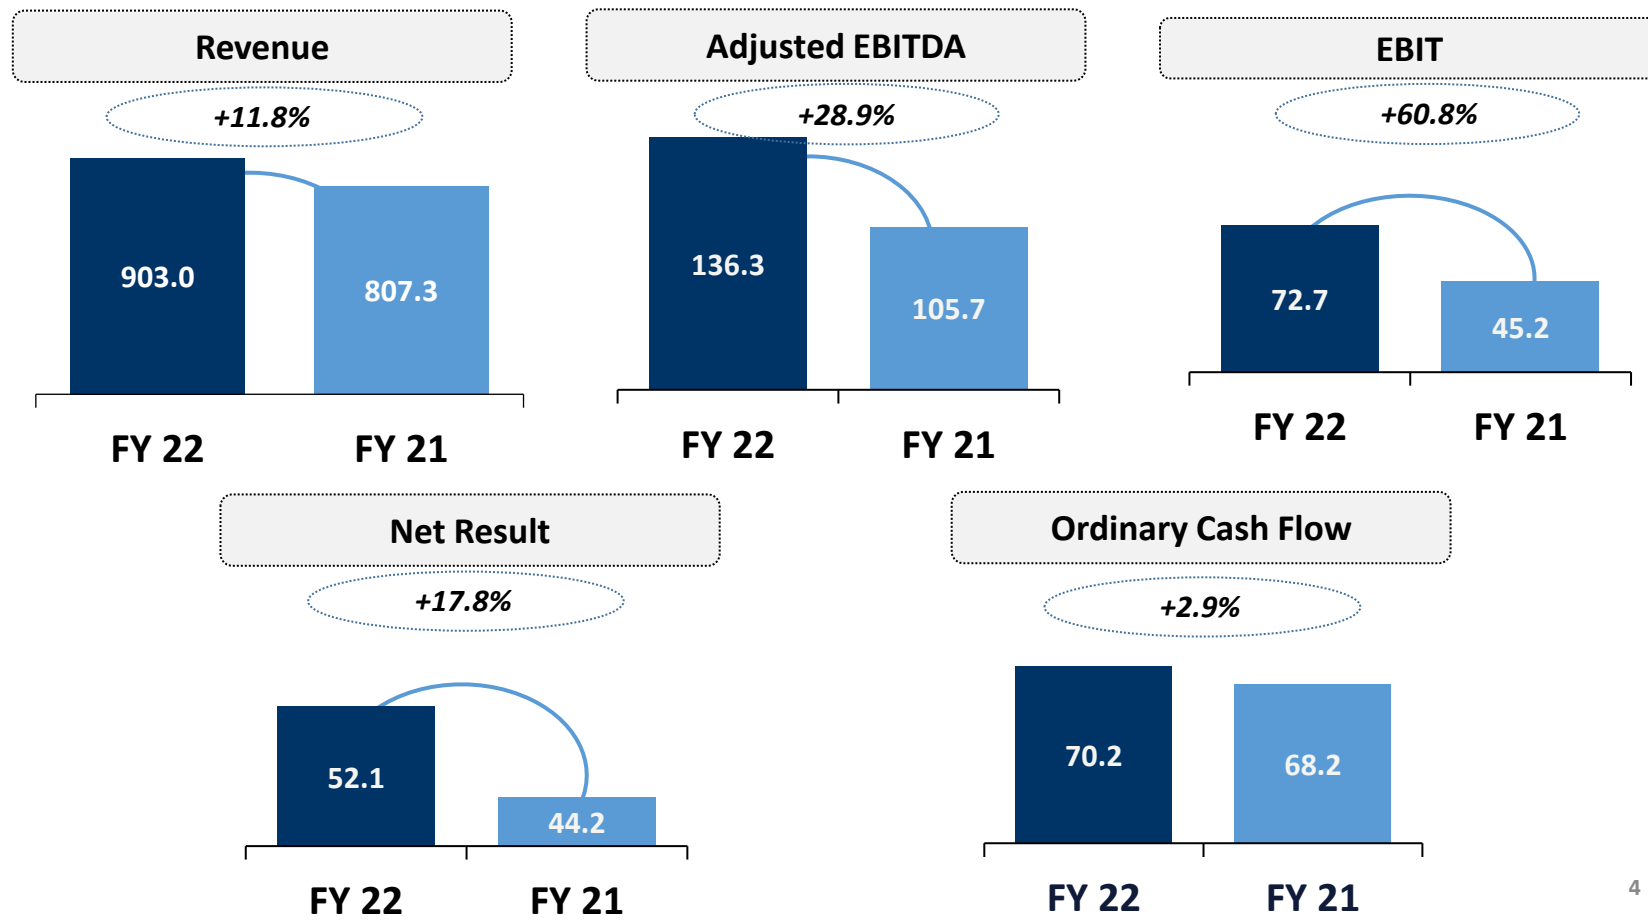 Revenue
+11.8%
903.0
807.3
FY 22
FY 21
Adjusted EBITDA
+28.9%
136.3
105.7
FY 22
FY 21
EBIT
+60.8%
72.7
45.2
FY 22
FY 21
Net Result
+17.8%
52.1
44.2
FY 22
FY 21
Ordinary Cash Flow
+2.9%
70.2
68.2
FY 22
FY 21
4